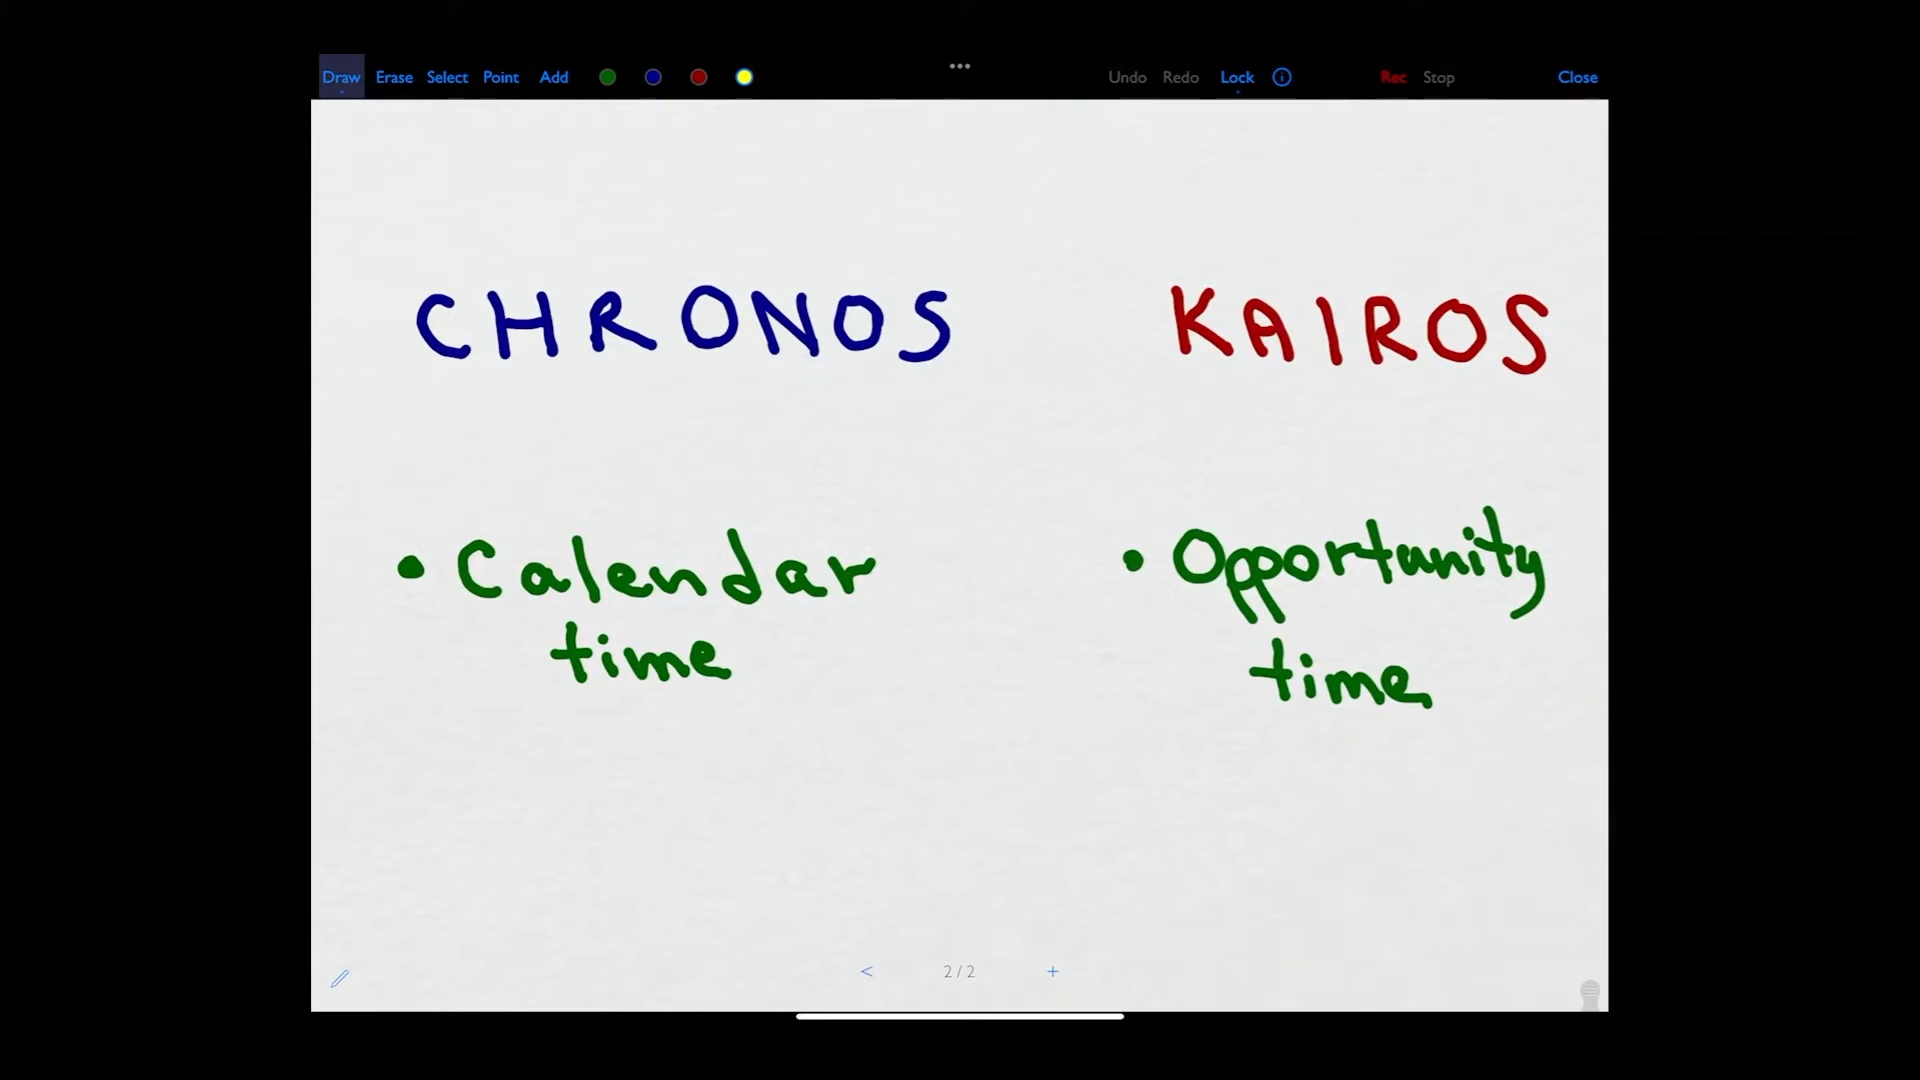 Draw Erase Select Point Add ••• Undo Redo Lock Rec Stop Close
CHRONOS
KAIROS
• Calendar
time
• Opportunity
time
< 2 / 2 +